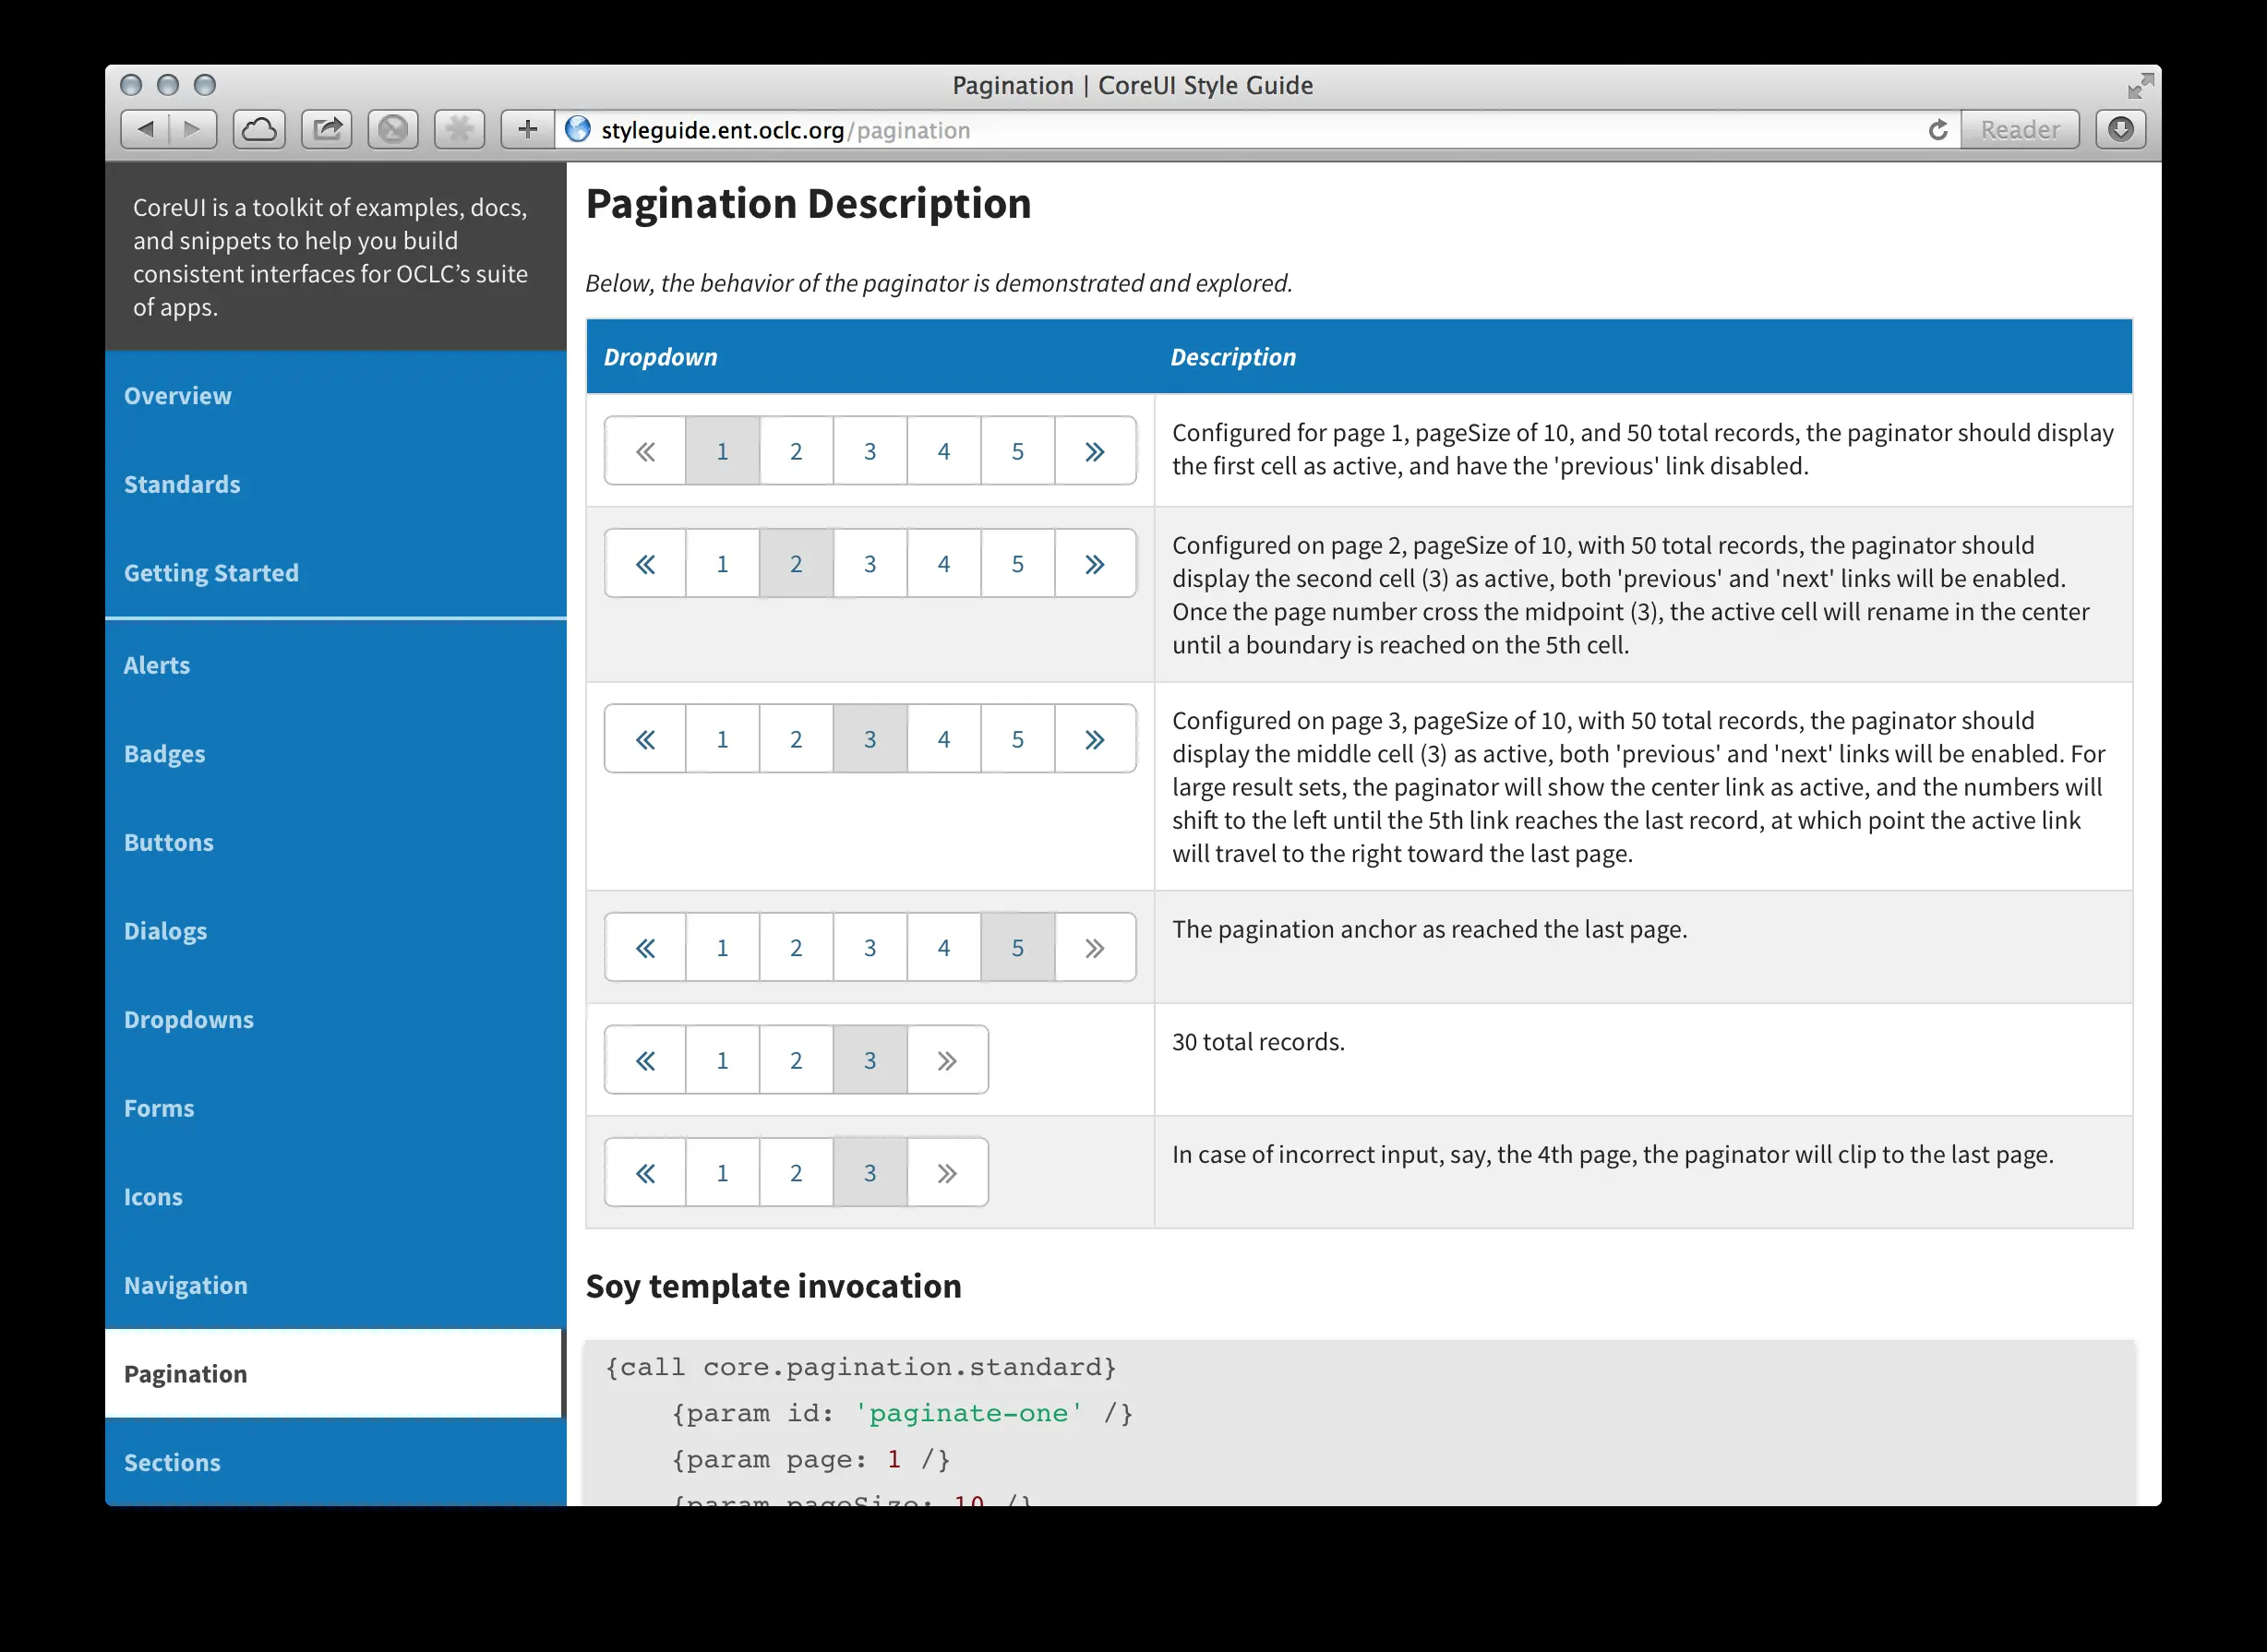 Pagination | CoreUI Style Guide
styleguide.ent.oclc.org/pagination
Reader
CoreUI is a toolkit of examples, docs,
and snippets to help you build
consistent interfaces for OCLC’s suite
of apps.
Overview
Standards
Getting Started
Alerts
Badges
Buttons
Dialogs
Dropdowns
Forms
Icons
Navigation
Pagination
Sections
Pagination Description
Below, the behavior of the paginator is demonstrated and explored.
Dropdown Description
« 1 2 3 4 5 »
Configured for page 1, pageSize of 10, and 50 total records, the paginator should display
the first cell as active, and have the 'previous' link disabled.
« 1 2 3 4 5 »
Configured on page 2, pageSize of 10, with 50 total records, the paginator should
display the second cell (3) as active, both 'previous' and 'next' links will be enabled.
Once the page number cross the midpoint (3), the active cell will rename in the center
until a boundary is reached on the 5th cell.
« 1 2 3 4 5 »
Configured on page 3, pageSize of 10, with 50 total records, the paginator should
display the middle cell (3) as active, both 'previous' and 'next' links will be enabled. For
large result sets, the paginator will show the center link as active, and the numbers will
shift to the left until the 5th link reaches the last record, at which point the active link
will travel to the right toward the last page.
« 1 2 3 4 5 »
The pagination anchor as reached the last page.
« 1 2 3 »
30 total records.
« 1 2 3 »
In case of incorrect input, say, the 4th page, the paginator will clip to the last page.
Soy template invocation
{call core.pagination.standard}
{param id: 'paginate-one' /}
{param page: 1 /}
{param pageSize: 10 /}